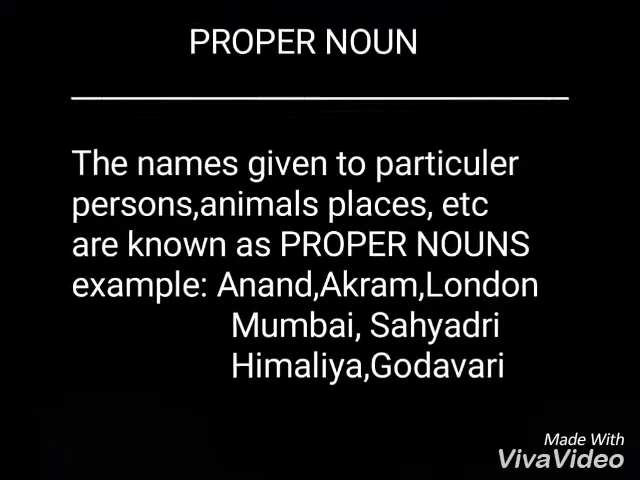 PROPER NOUN
The names given to particuler
persons,animals places, etc
are known as PROPER NOUNS
example: Anand,Akram,London
Mumbai, Sahyadri
Himaliya,Godavari
Made With
VivaVideo